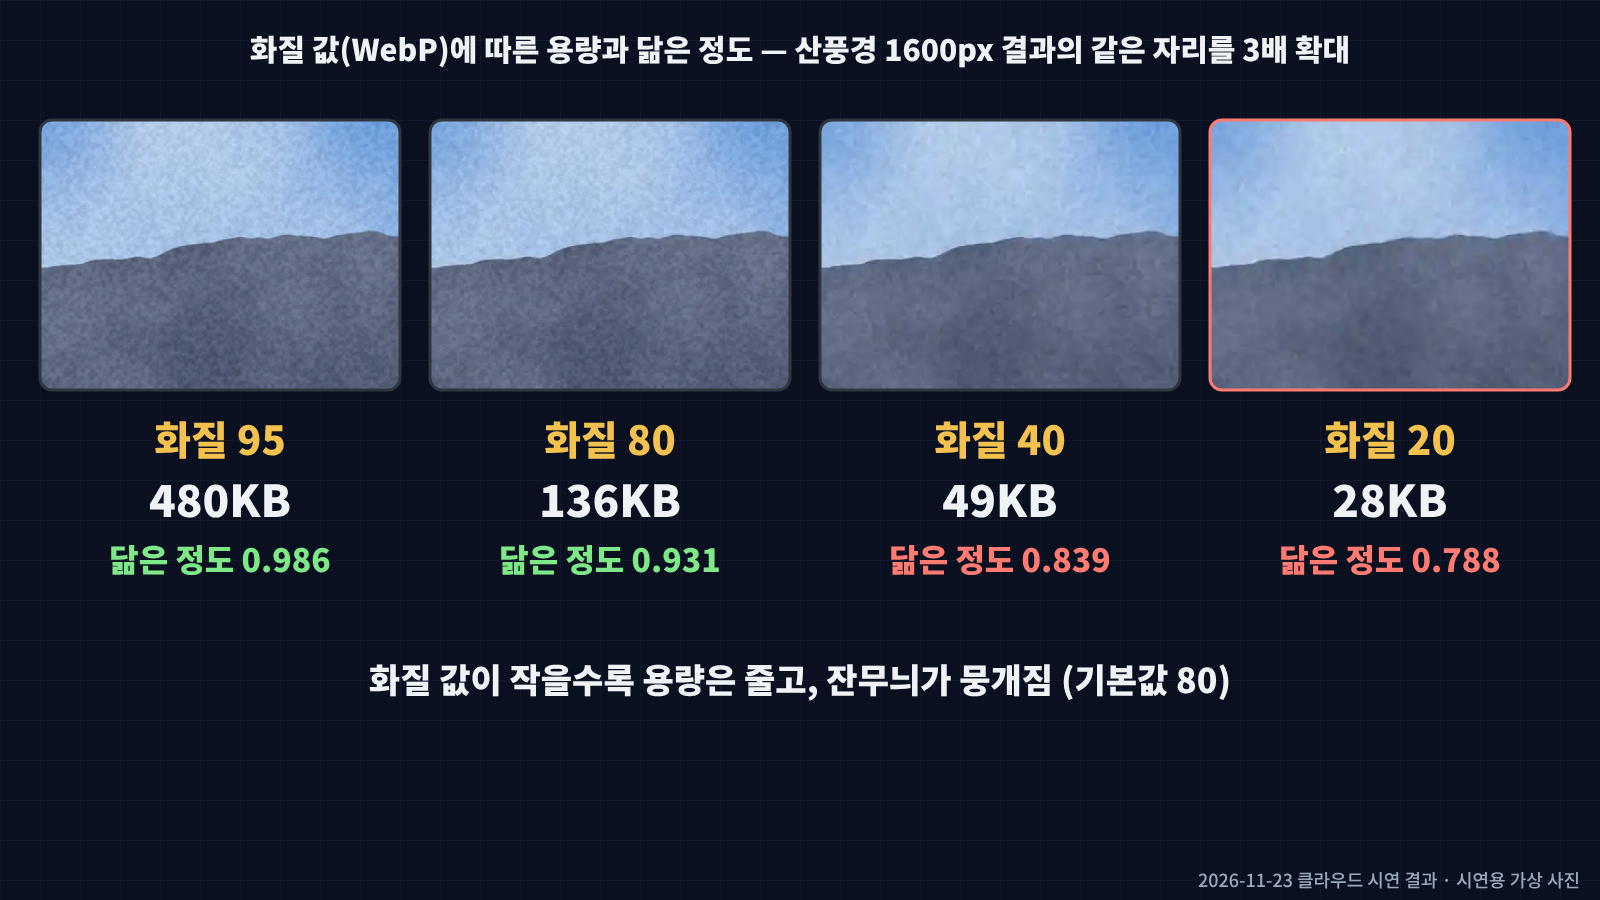 화질 값(WebP)에 따른 용량과 닮은 정도 — 산풍경 1600px 결과의 같은 자리를 3배 확대
화질 95
480KB
닮은 정도 0.986
화질 80
136KB
닮은 정도 0.931
화질 40
49KB
닮은 정도 0.839
화질 20
28KB
닮은 정도 0.788
화질 값이 작을수록 용량은 줄고, 잔무늬가 뭉개짐 (기본값 80)
2026-11-23 클라우드 시연 결과 · 시연용 가상 사진